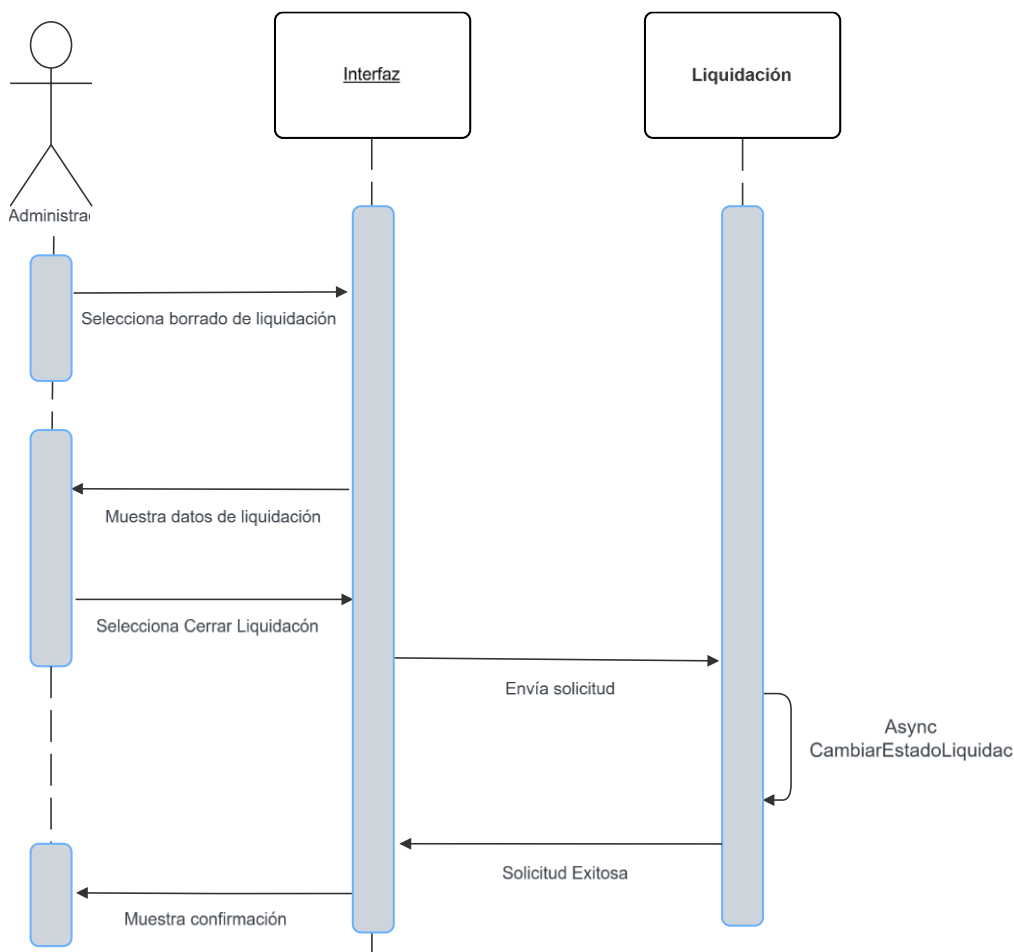 Interfaz
Liquidación
Administrad
Selecciona borrado de liquidación
Muestra datos de liquidación
Selecciona Cerrar Liquidacón
Envía solicitud
Async
CambiarEstadoLiquidac
Solicitud Exitosa
Muestra confirmación